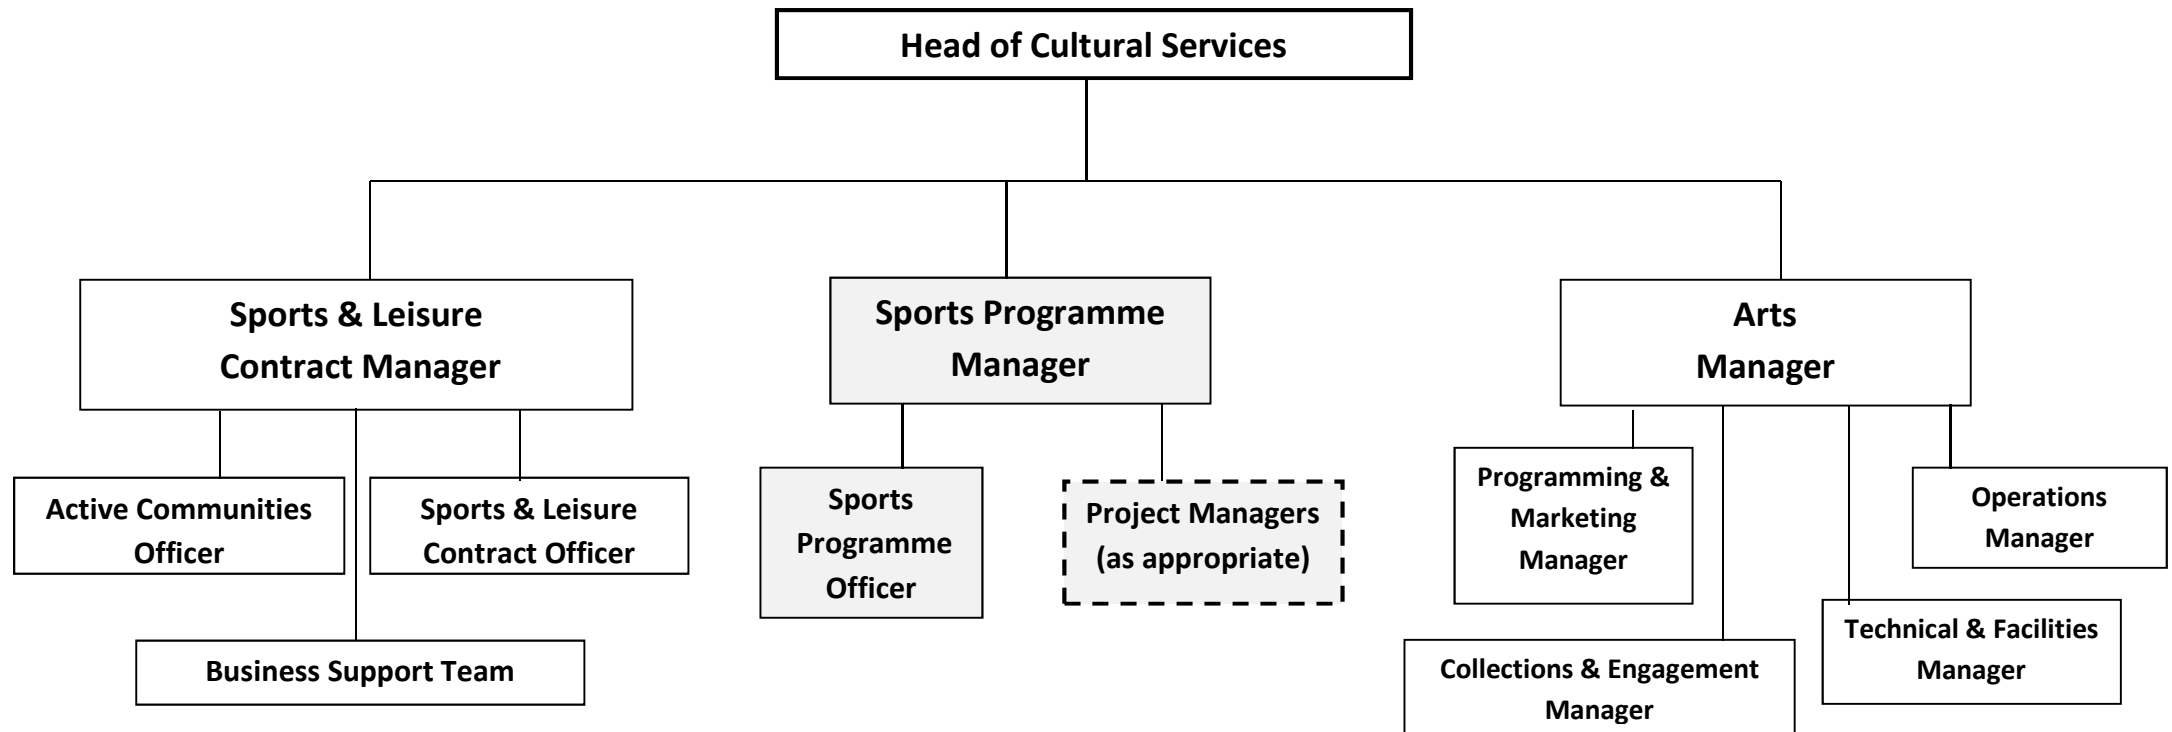 Head of Cultural Services
Sports & Leisure
Contract Manager
Sports Programme
Manager
Arts
Manager
Active Communities
Officer
Sports & Leisure
Contract Officer
Business Support Team
Sports
Programme
Officer
Project Managers
(as appropriate)
Programming &
Marketing
Manager
Collections & Engagement
Manager
Technical & Facilities
Manager
Operations
Manager